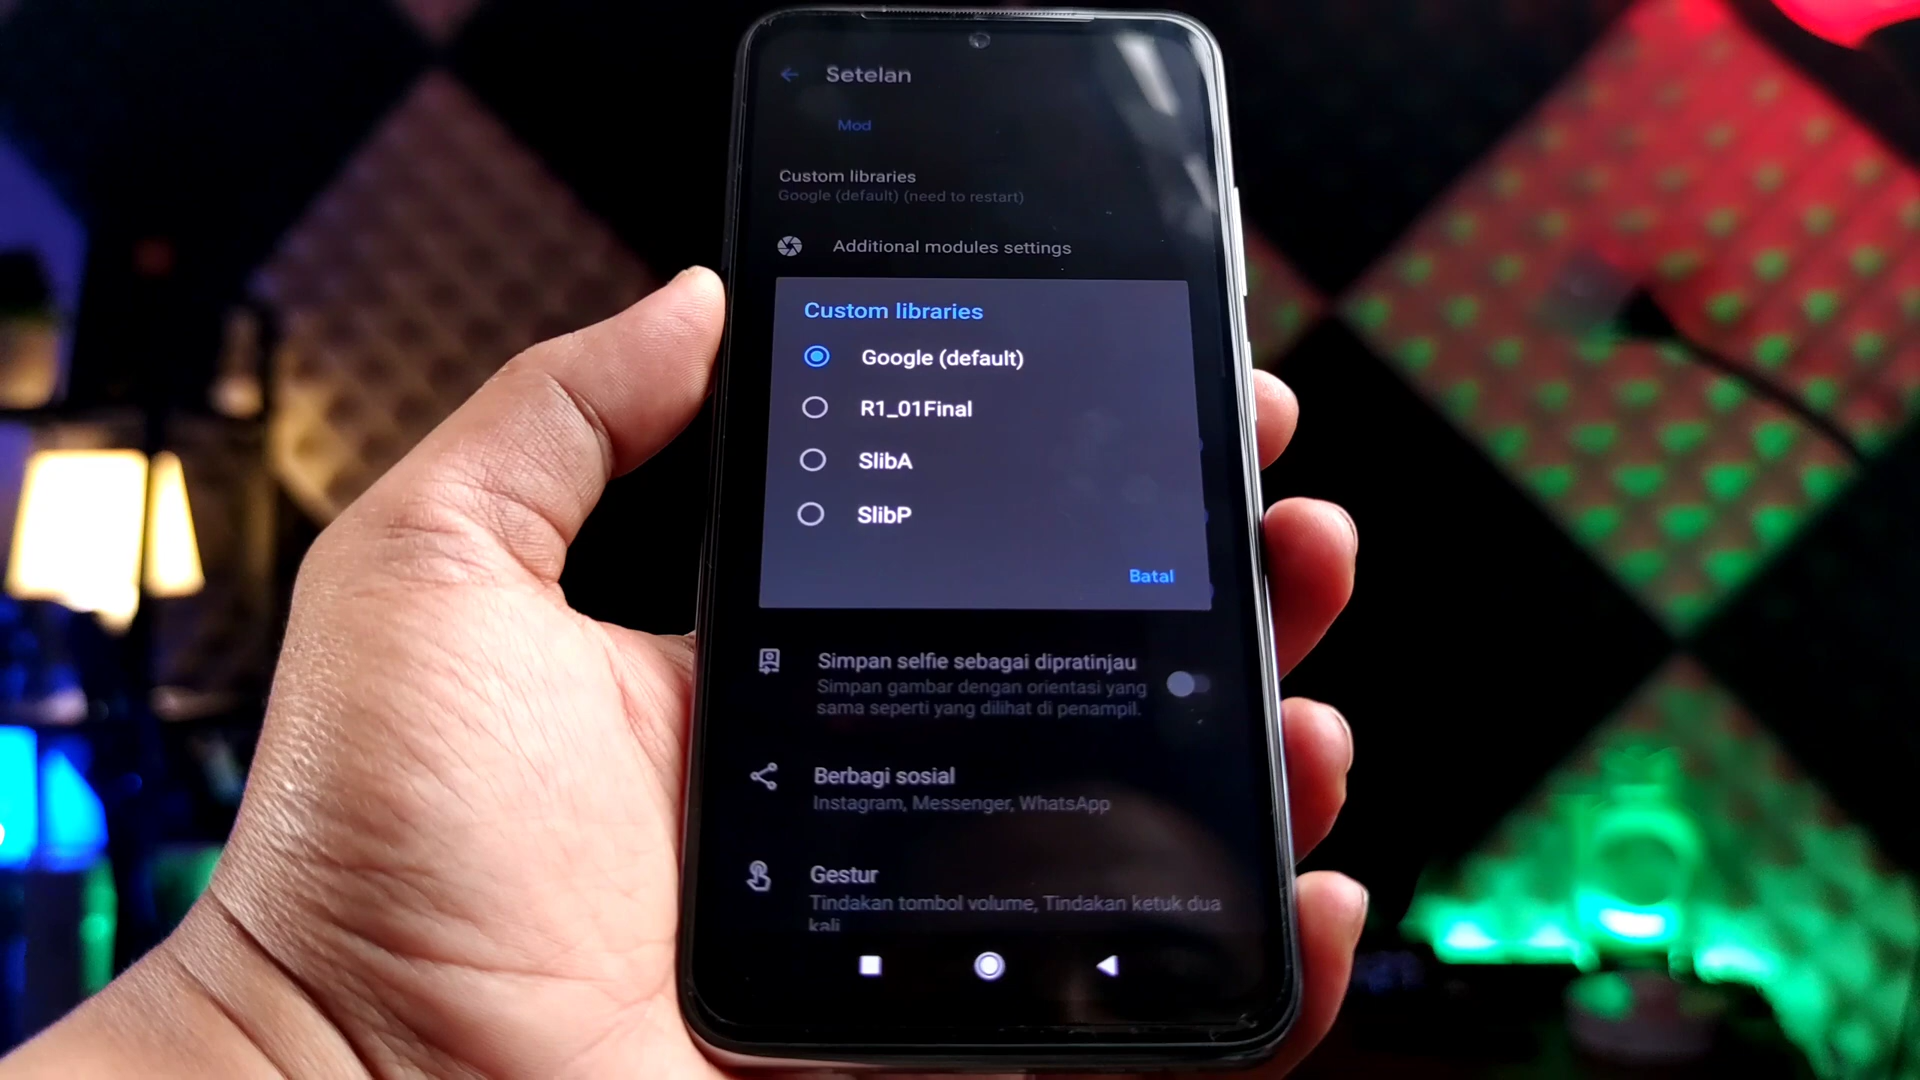 Setelan
Mod
Custom libraries
Google (default) (need to restart)
Additional modules settings
Custom libraries
Google (default)
R1_01Final
SlibA
SlibP
Batal
Simpan selfie sebagai dipratinjau
Simpan gambar dengan orientasi yang
sama seperti yang dilihat di penampil.
Berbagi sosial
Instagram, Messenger, WhatsApp
Gestur
Tindakan tombol volume, Tindakan ketuk dua
kali